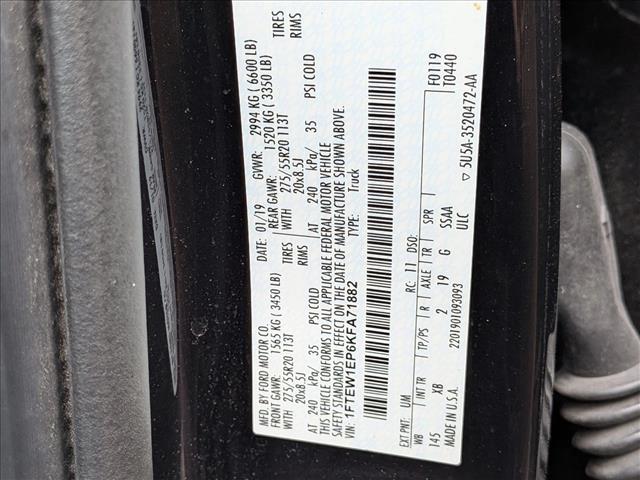 MFD. BY FORD MOTOR CO.
DATE: 01/19 GVWR: 2994 KG ( 6600 LB)
FRONT GAWR: 1565 KG ( 3450 LB) REAR GAWR: 1520 KG ( 3350 LB)
WITH 275/55R20 113T TIRES WITH 275/55R20 113T TIRES
20x8.5J RIMS 20x8.5J RIMS
AT 240 kPa/ 35 PSI COLD AT 240 kPa/ 35 PSI COLD
THIS VEHICLE CONFORMS TO ALL APPLICABLE FEDERAL MOTOR VEHICLE
SAFETY STANDARDS IN EFFECT ON THE DATE OF MANUFACTURE SHOWN ABOVE.
VIN: 1FTEW1EP6KFA71882 TYPE: Truck
F0119
T0440
EXT PNT: UM RC: 11 DSO:
WB INT TR TP/PS R AXLE TR SPR
145 XB 2 19 G SSAA
MADE IN U.S.A. 2201901093093 ULC
▽ 5U5A-3520472-AA